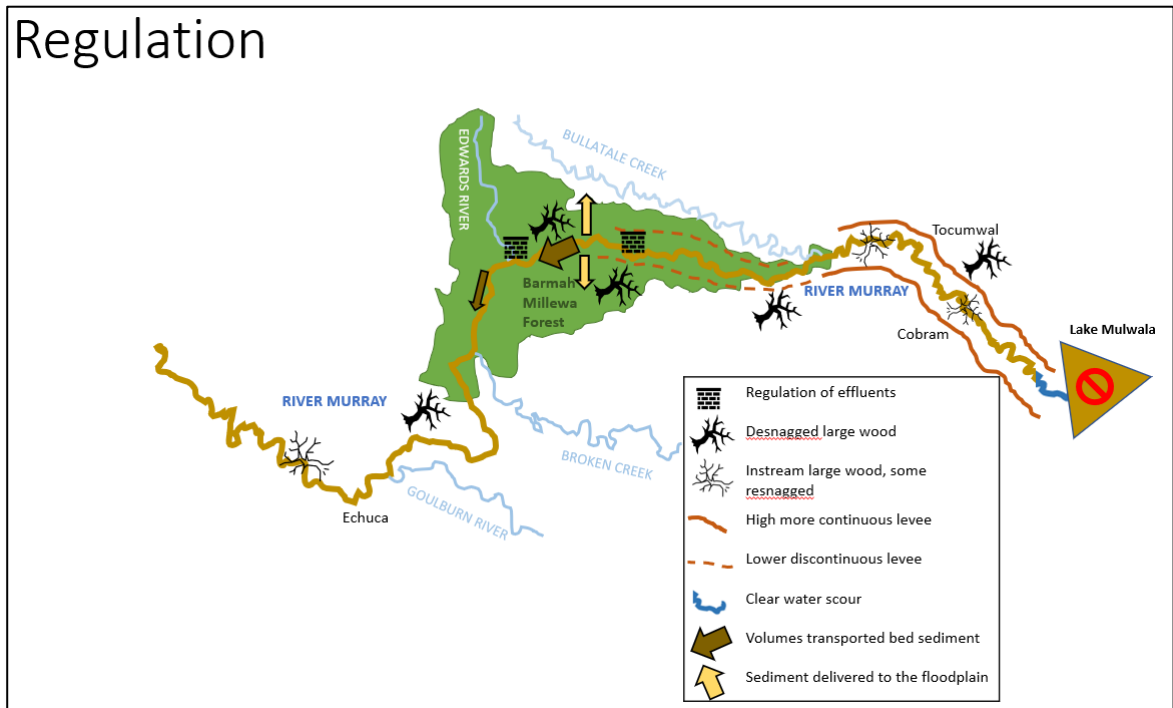 Regulation
EDWARDS RIVER
BULLATALE CREEK
Tocumwal
Barmah
Millewa
Forest
RIVER MURRAY
Cobram
Lake Mulwala
RIVER MURRAY
BROKEN CREEK
GOULBURN RIVER
Echuca
Regulation of effluents
Desnagged large wood
Instream large wood, some
resnagged
High more continuous levee
Lower discontinuous levee
Clear water scour
Volumes transported bed sediment
Sediment delivered to the floodplain